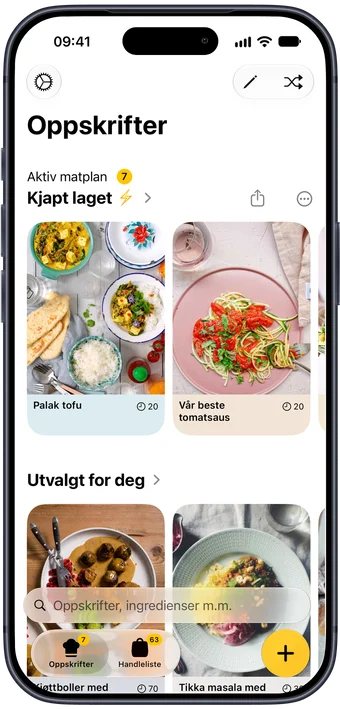 09:41
Oppskrifter
Aktiv matplan 7
Kjapt laget
Palak tofu 20
Vår beste 20
tomatsaus
Utvalgt for deg
Oppskrifter, ingredienser m.m.
7 63
Oppskrifter Handleliste
Kjøttboller med 70
Tikka masala med